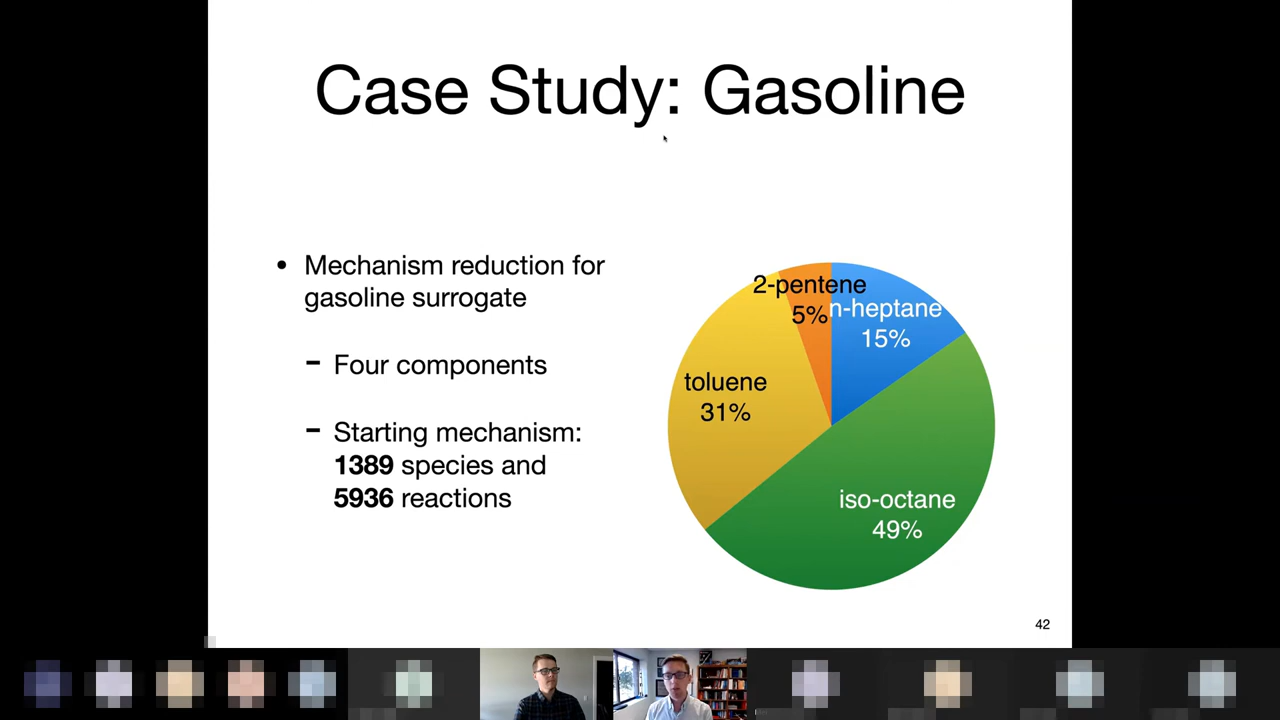 Case Study: Gasoline
• Mechanism reduction for
gasoline surrogate
- Four components
- Starting mechanism:
1389 species and
5936 reactions
2-pentene
5%
n-heptane
15%
toluene
31%
iso-octane
49%
42